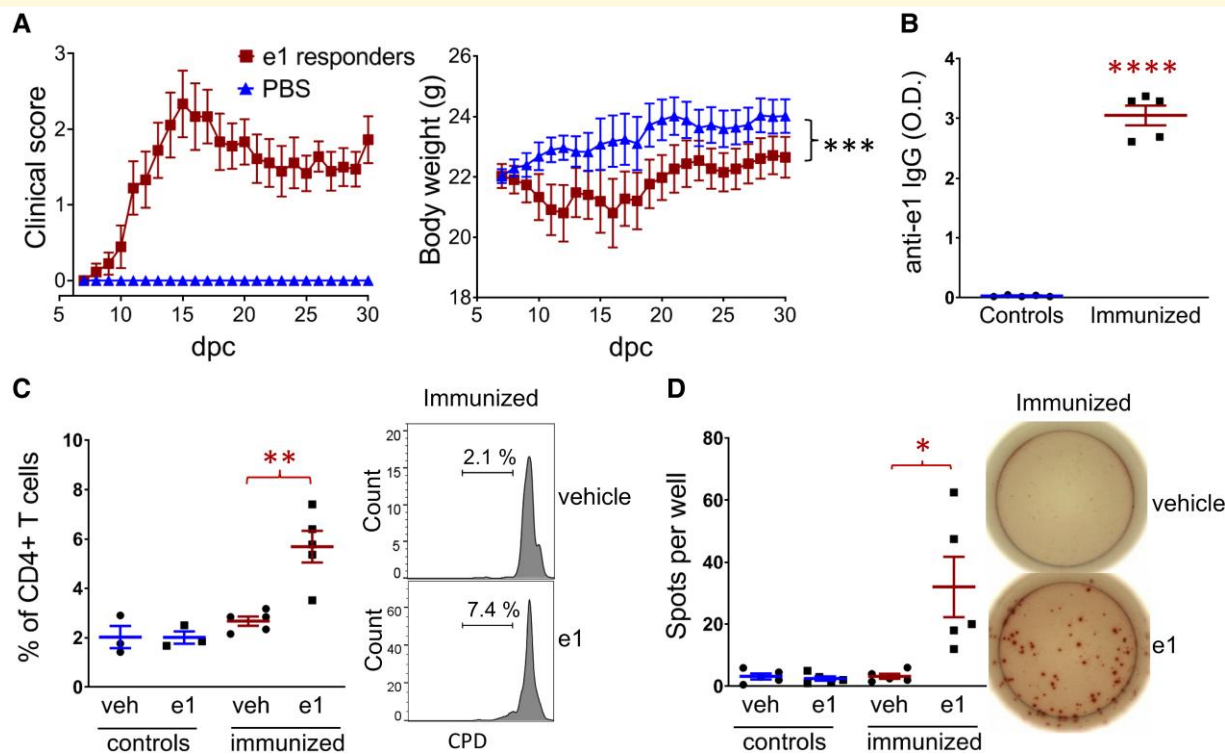 A
3
2
1
0
Clinical score
e1 responders
PBS
5 10 15 20 25 30
dpc
26
24
22
20
18
Body weight (g)
5 10 15 20 25 30
dpc
***
B
4
3
2
1
0
anti-e1 IgG (O.D.)
****
Controls Immunized
C
10
8
6
4
2
0
% of CD4+ T cells
**
veh e1 veh e1
controls immunized
Immunized
20
15
10
5
0
Count
2.1 %
vehicle
60
40
20
0
Count
7.4 %
e1
CPD
D
80
60
40
20
0
Spots per well
*
veh e1 veh e1
controls immunized
Immunized
vehicle
e1